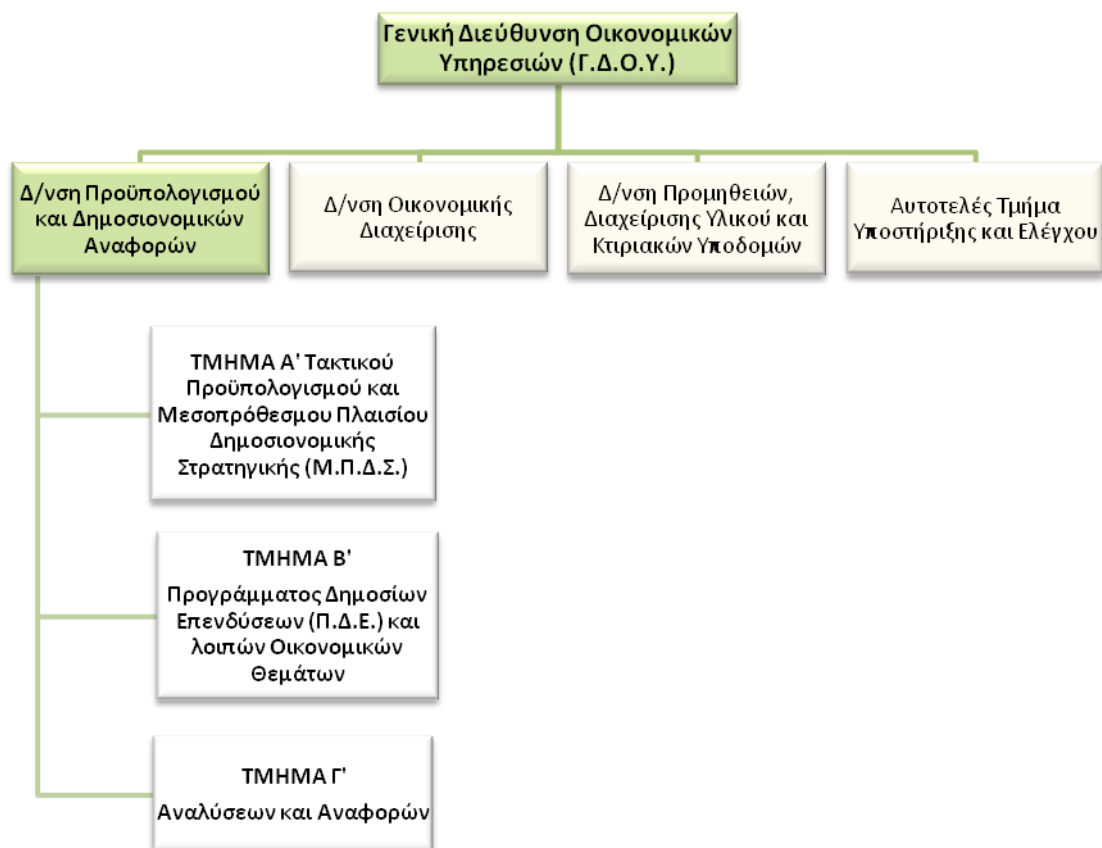 Γενική Διεύθυνση Οικονομικών
Υπηρεσιών (Γ.Δ.Ο.Υ.)
Δ/νση Προϋπολογισμού
και Δημοσιονομικών
Αναφορών
Δ/νση Οικονομικής
Διαχείρισης
Δ/νση Προμηθειών,
Διαχείρισης Υλικού και
Κτιριακών Υποδομών
Αυτοτελές Τμήμα
Υποστήριξης και Ελέγχου
ΤΜΗΜΑ Α' Τακτικού
Προϋπολογισμού και
Μεσοπρόθεσμου Πλαισίου
Δημοσιονομικής
Στρατηγικής (Μ.Π.Δ.Σ.)
ΤΜΗΜΑ Β'
Προγράμματος Δημοσίων
Επενδύσεων (Π.Δ.Ε.) και
λοιπών Οικονομικών
Θεμάτων
ΤΜΗΜΑ Γ'
Αναλύσεων και Αναφορών